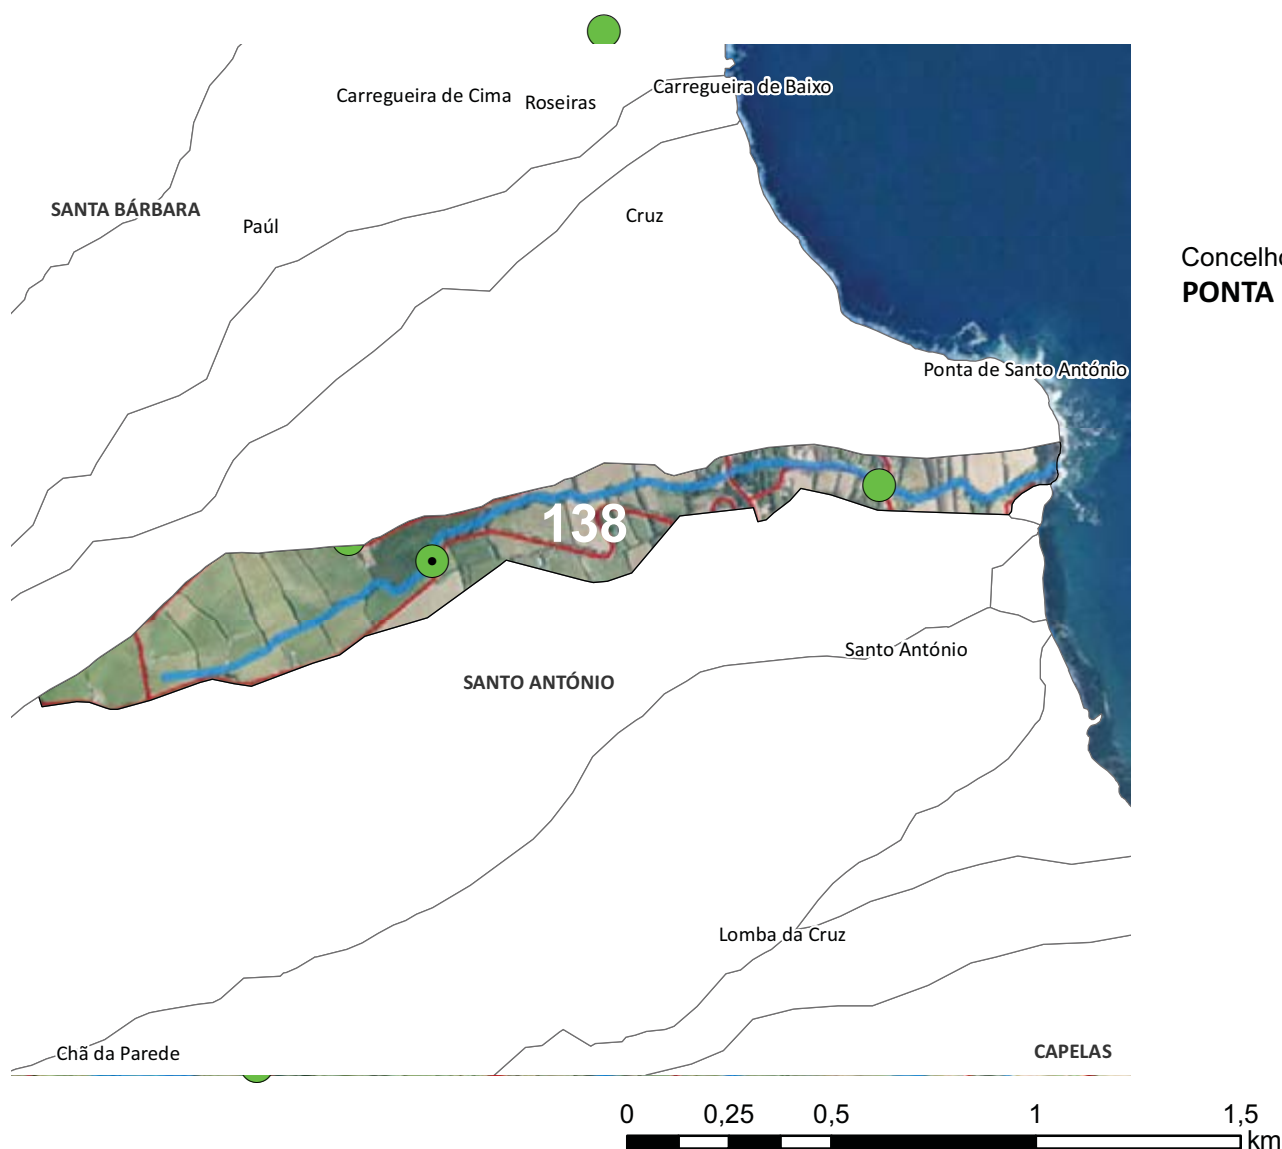 Carregueira de Baixo
Carregueira de Cima
Roseiras
SANTA BÁRBARA
Paúl
Cruz
Concelho
PONTA
Ponta de Santo António
138
Santo António
SANTO ANTÓNIO
Lomba da Cruz
Chã da Parede
CAPELAS
0 0,25 0,5 1 1,5
km